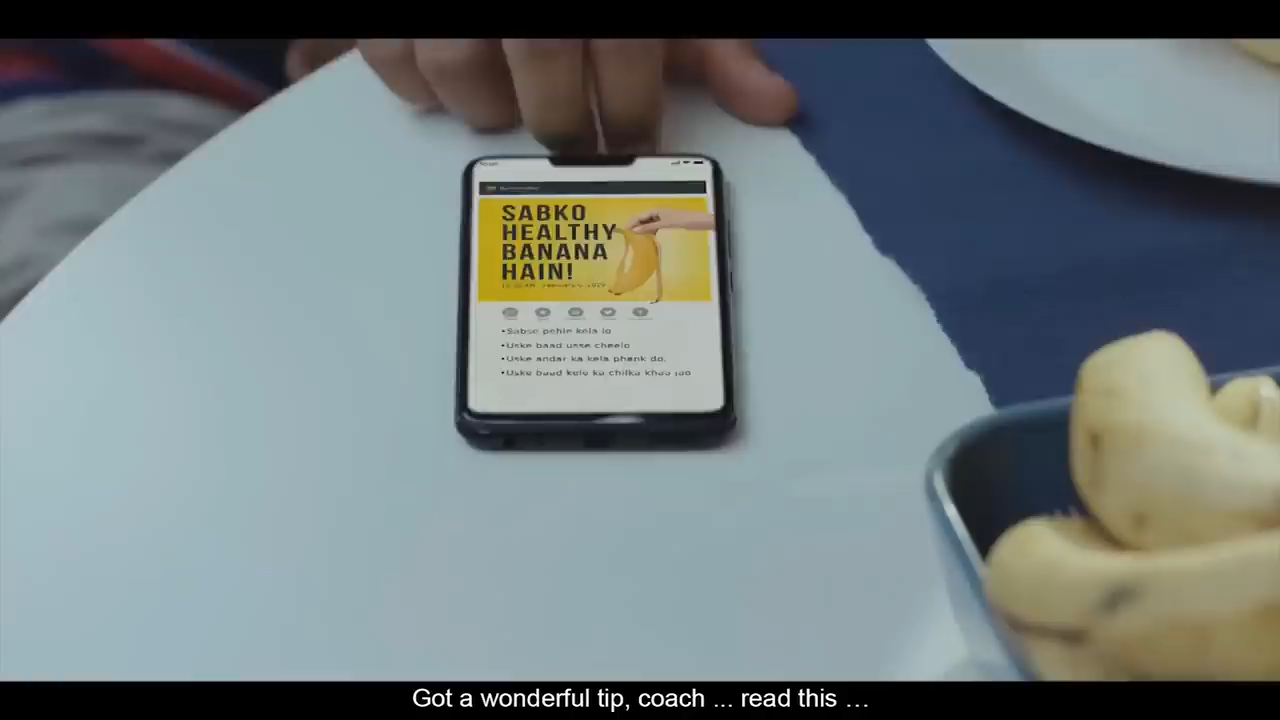 SABKO
HEALTHY
BANANA
HAIN!
•Sabse pehle kela lo
•Uske baad usse cheelo
•Uske andar ka kela phenk do.
•Uske baad kele ka chilka khaa jao
Got a wonderful tip, coach ... read this ...